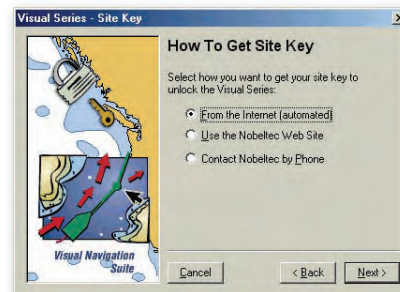 Visual Series - Site Key
How To Get Site Key
Select how you want to get your site key to
unlock the Visual Series:
From the Internet (automated)
Use the Nobeltec Web Site
Contact Nobeltec by Phone
Visual Navigation
Suite
Cancel
< Back
Next >